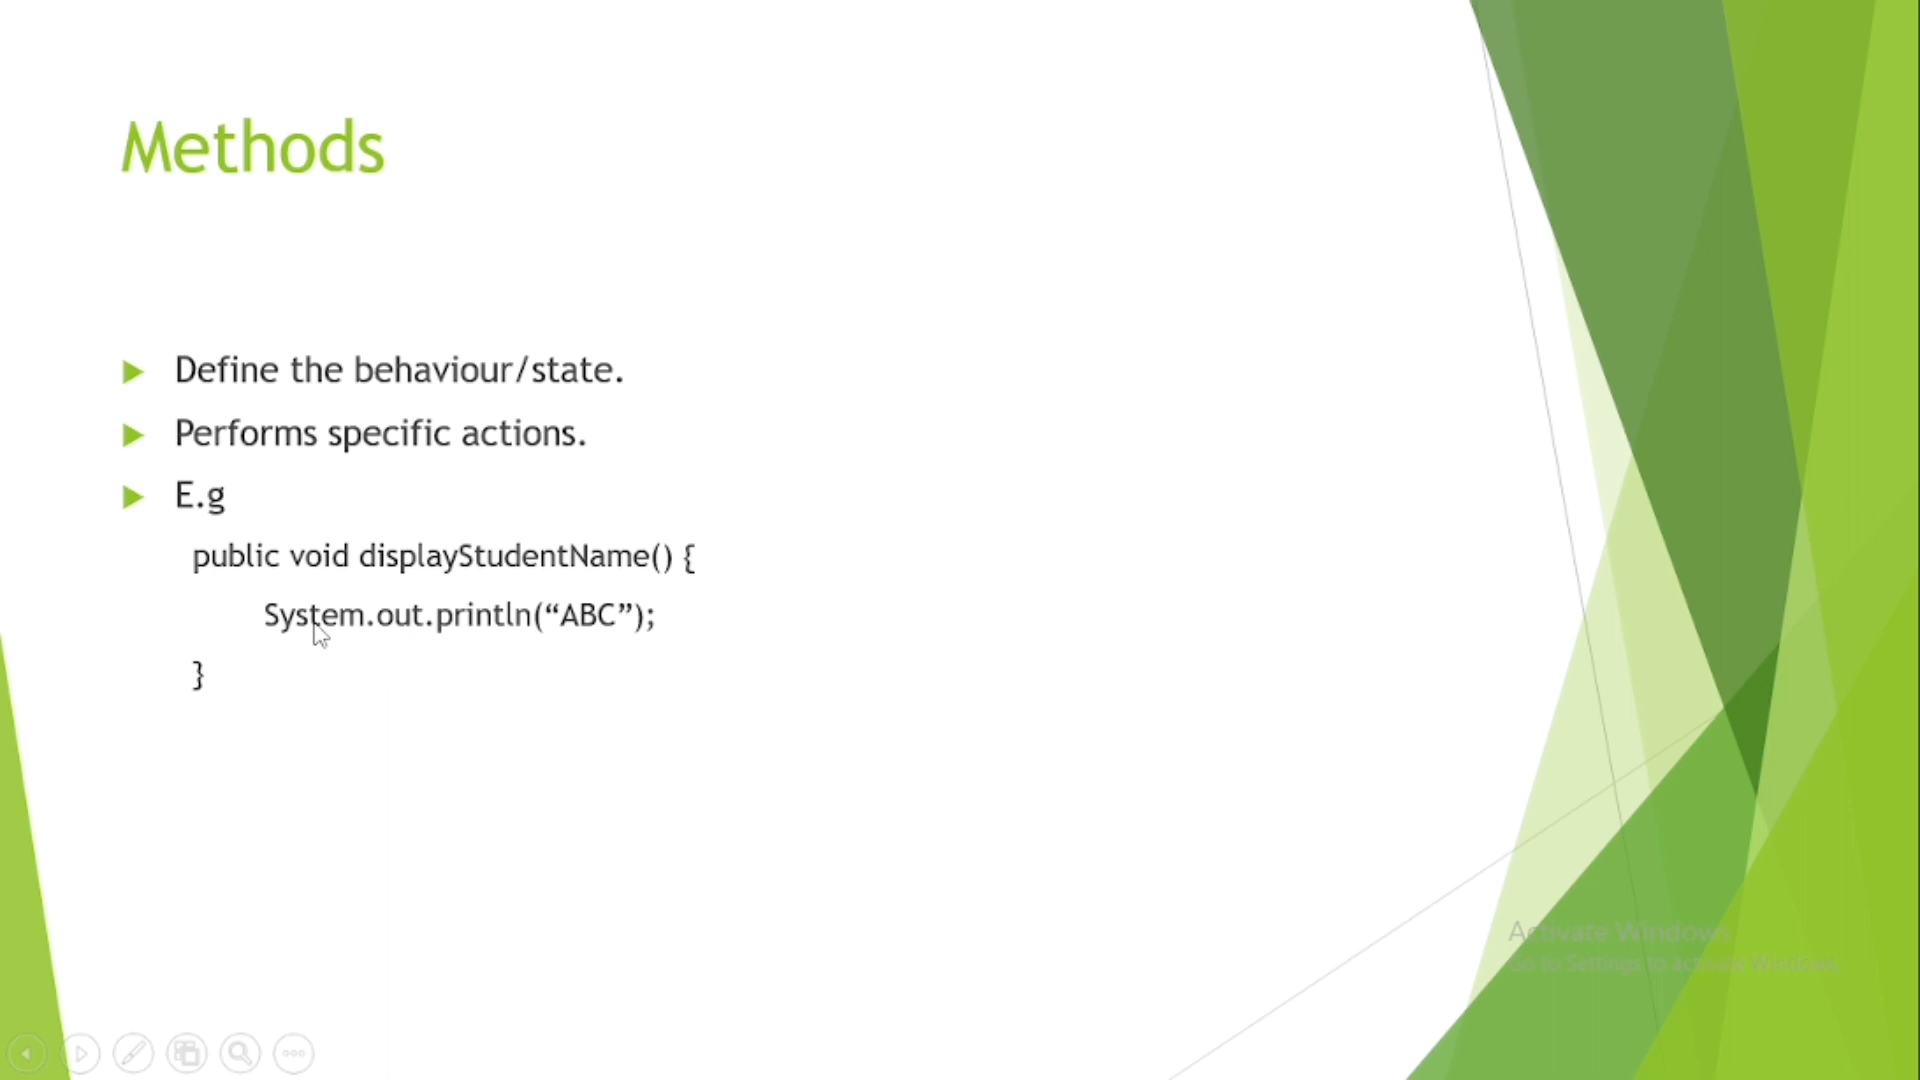 Methods
Define the behaviour/state.
Performs specific actions.
E.g
public void displayStudentName() {
System.out.println(“ABC”);
}
Activate Windows
Go to Settings to activate Windows.